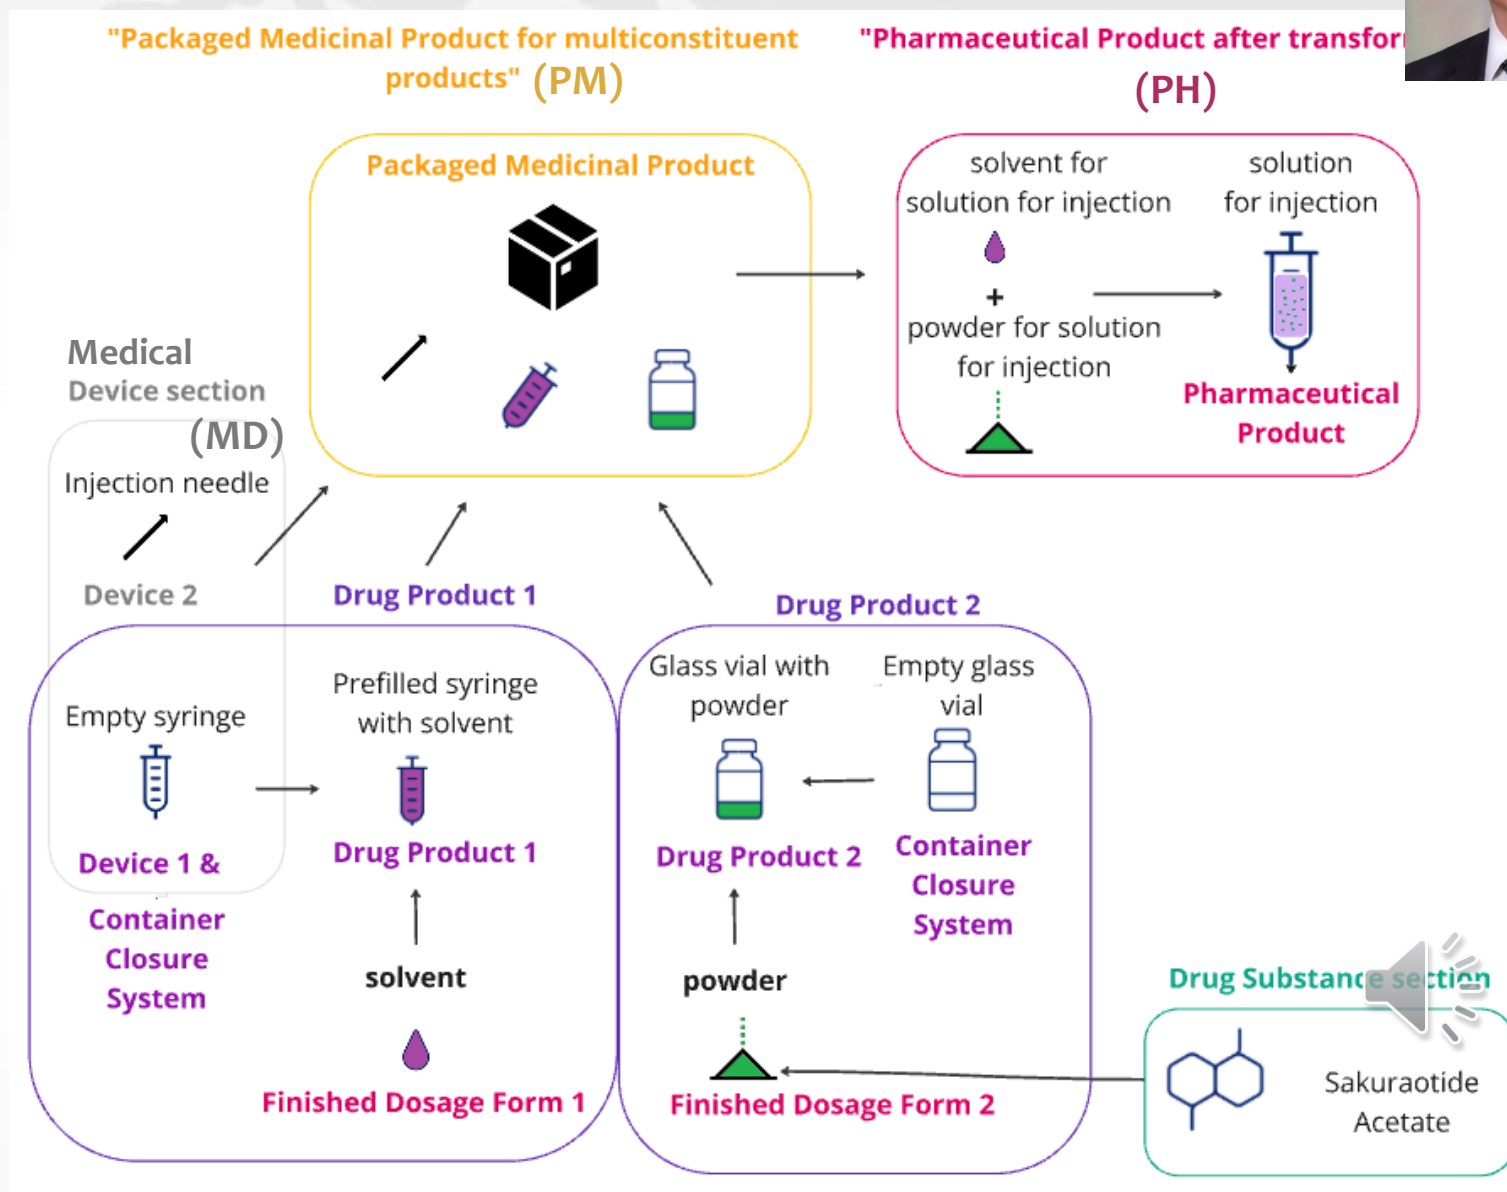 "Packaged Medicinal Product for multiconstituent
products" (PM)
"Pharmaceutical Product after
(PH)
Packaged Medicinal Product
solvent for
solution for injection
+
powder for solution
for injection
solution
for injection
Pharmaceutical
Product
Medical
Device section
(MD)
Injection needle
Device 2
Drug Product 1
Drug Product 2
Empty syringe
Device 1 &
Container
Closure
System
Prefilled syringe
with solvent
Drug Product 1
solvent
Finished Dosage Form 1
Glass vial with
powder
Drug Product 2
Empty glass
vial
Container
Closure
System
powder
Finished Dosage Form 2
Drug Substance section
Sakuraotide
Acetate